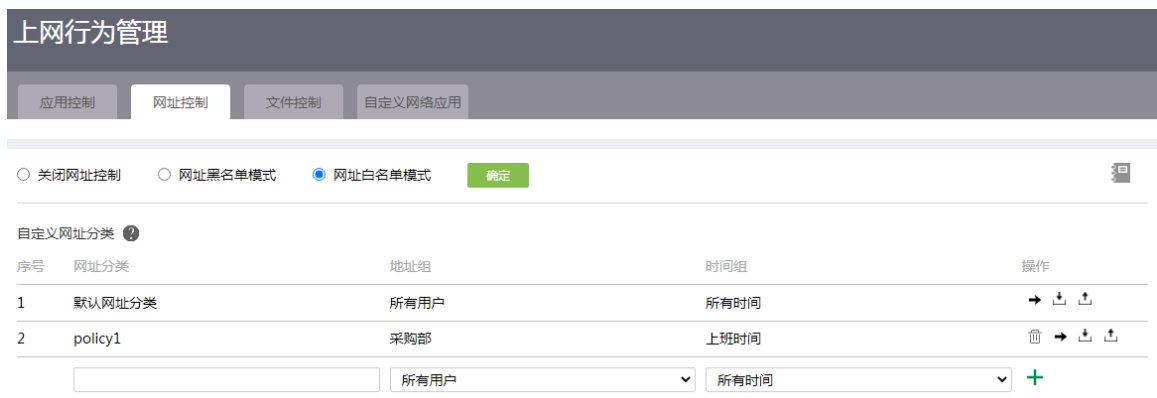 上网行为管理
应用控制 网址控制 文件控制 自定义网络应用
关闭网址控制 网址黑名单模式 网址白名单模式 确定
自定义网址分类 ?
序号 网址分类 地址组 时间组 操作
1 默认网址分类 所有用户 所有时间
2 policy1 采购部 上班时间
所有用户 所有时间